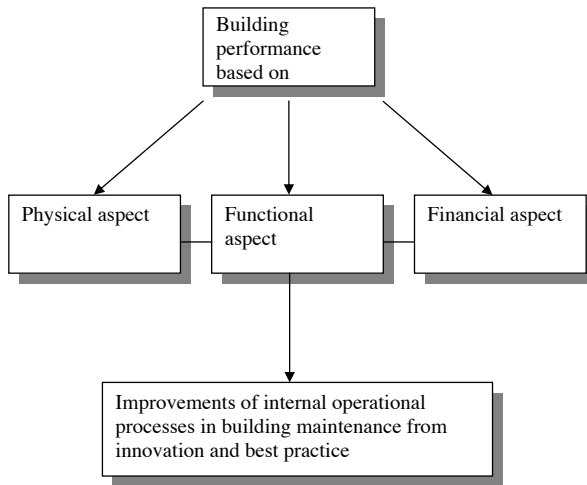 Building
performance
based on
Physical aspect
Functional
aspect
Financial aspect
Improvements of internal operational
processes in building maintenance from
innovation and best practice